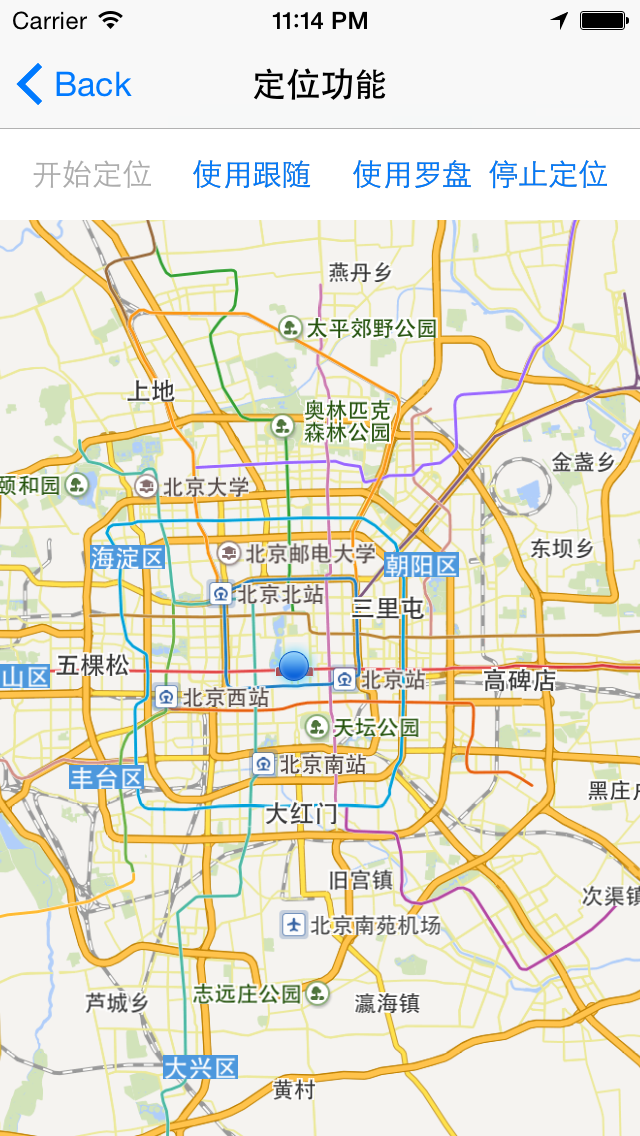 Carrier 11:14 PM
Back 定位功能
开始定位 使用跟随 使用罗盘 停止定位
燕丹乡
太平郊野公园
上地
奥林匹克
森林公园
金盏乡
颐和园
北京大学
东坝乡
海淀区
北京邮电大学
朝阳区
北京北站
三里屯
五棵松
山区
北京站
高碑店
北京西站
天坛公园
北京南站
丰台区
黑庄户
大红门
旧宫镇
次渠镇
北京南苑机场
志远庄公园
芦城乡
瀛海镇
大兴区
黄村